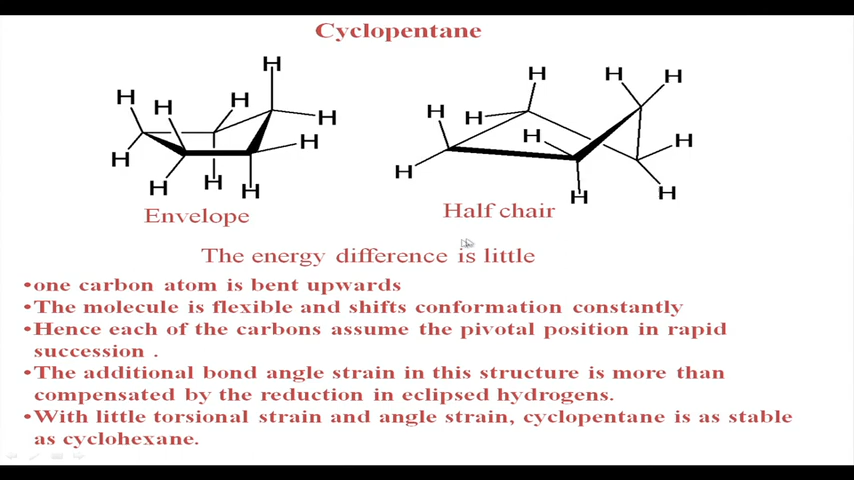 Cyclopentane
H
H H H H
H H H H
H H H H
H H H
H H H H H
H H
Envelope
Half chair
The energy difference is little
•one carbon atom is bent upwards
•The molecule is flexible and shifts conformation constantly
•Hence each of the carbons assume the pivotal position in rapid
succession .
•The additional bond angle strain in this structure is more than
compensated by the reduction in eclipsed hydrogens.
•With little torsional strain and angle strain, cyclopentane is as stable
as cyclohexane.